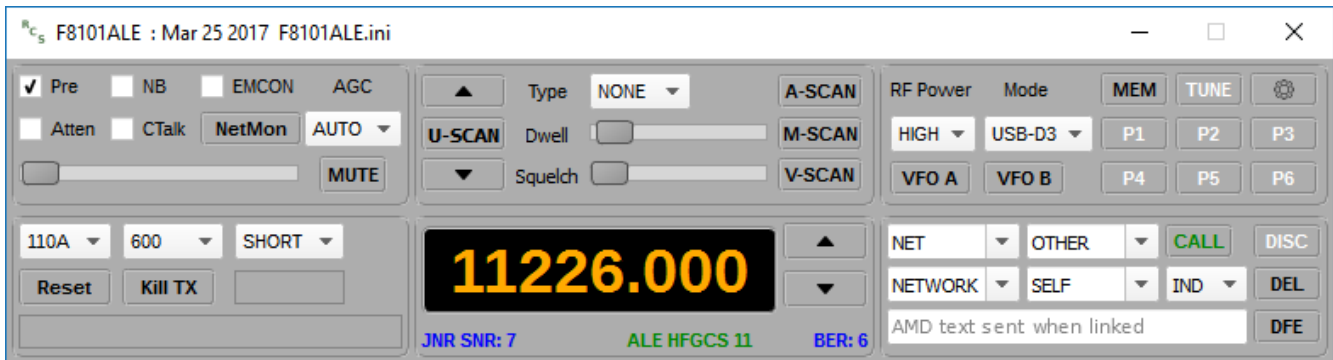 RCS F8101ALE : Mar 25 2017 F8101ALE.ini
Pre NB EMCON AGC
Atten CTalk NetMon AUTO
MUTE
Type NONE A-SCAN
U-SCAN Dwell M-SCAN
Squelch V-SCAN
RF Power Mode MEM TUNE
HIGH USB-D3 P1 P2 P3
VFO A VFO B P4 P5 P6
110A 600 SHORT
Reset Kill TX
11226.000
JNR SNR: 7 ALE HFGCS 11 BER: 6
NET OTHER CALL DISC
NETWORK SELF IND DEL
AMD text sent when linked DFE